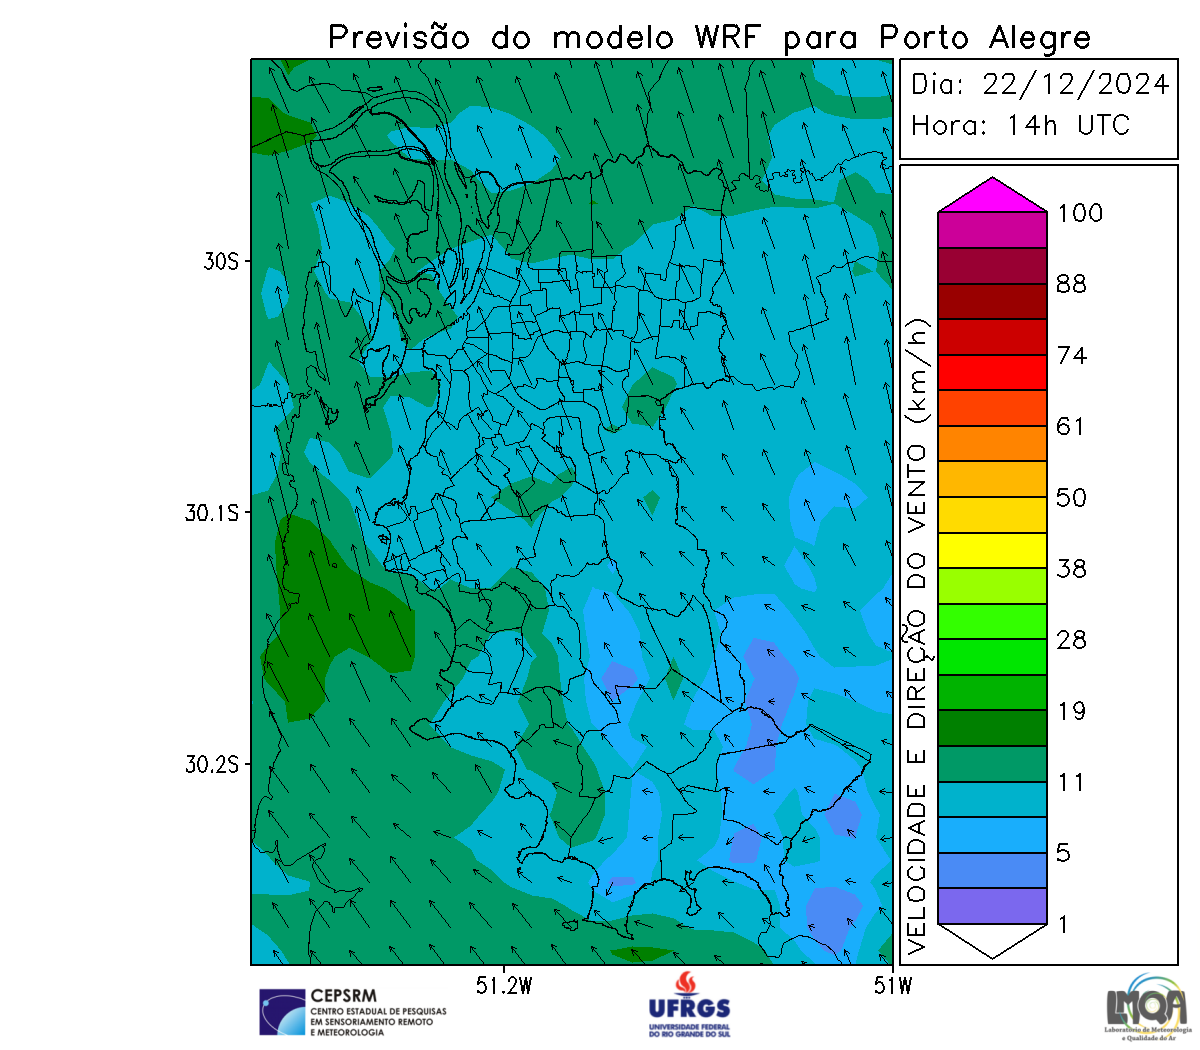 Previsão do modelo WRF para Porto Alegre
Dia: 22/12/2024
Hora: 14h UTC
100
88
74
61
50
38
28
19
11
5
1
VELOCIDADE E DIREÇÃO DO VENTO (km/h)
30S
30.1S
30.2S
51.2W
51W
CEPSRM
CENTRO ESTADUAL DE PESQUISAS
EM SENSORIAMENTO REMOTO
E METEOROLOGIA
UFRGS
UNIVERSIDADE FEDERAL
DO RIO GRANDE DO SUL
LMQA
Laboratório de Meteorologia
e Qualidade do Ar